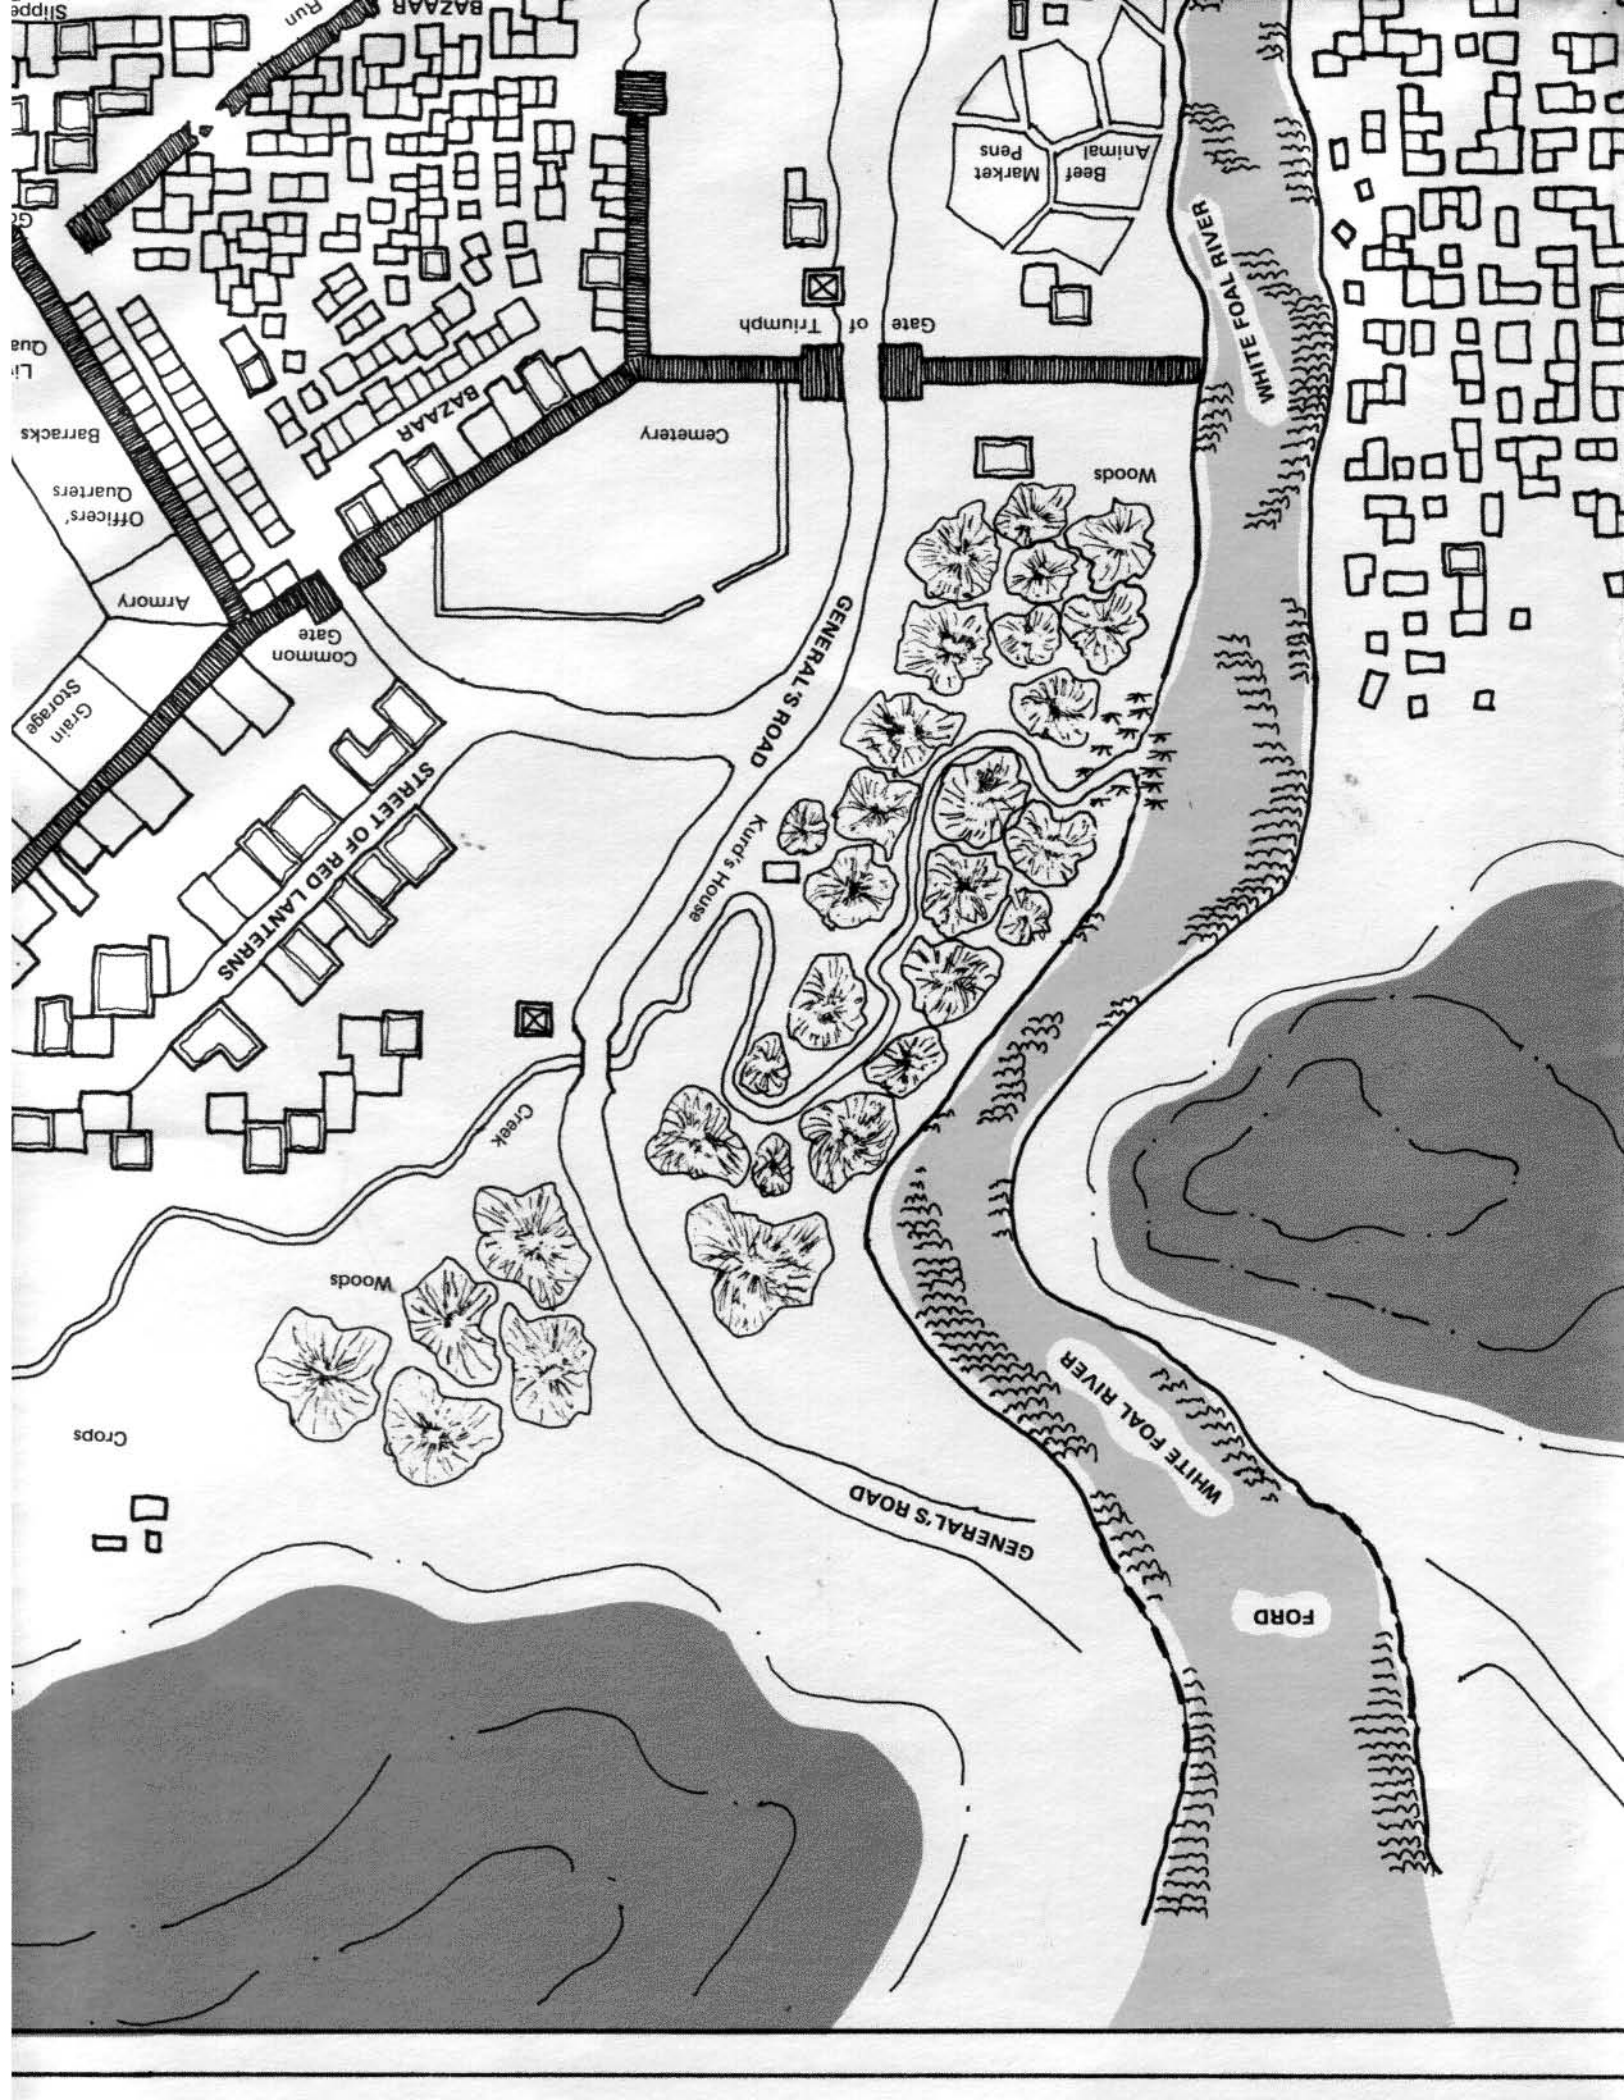 FORD
GENERAL'S ROAD
WHITE FOAL RIVER
Crops
Woods
Creek
STREET OF RED LANTERNS
Kurd's House
GENERAL'S ROAD
Grain
Storage
Common
Gate
Armory
Officers'
Quarters
Barracks
Woods
Cemetery
BAZAAR
Gate of Triumph
WHITE FOAL RIVER
Beef
Market
Animal
Pens
BAZAAR
Run